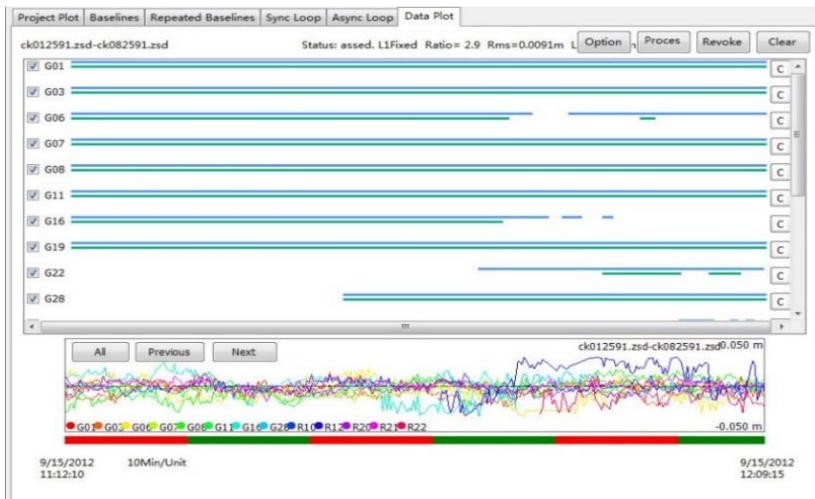 Project Plot Baselines Repeated Baselines Sync Loop Async Loop Data Plot
ck012591.zsd-ck082591.zsd Status: assed. L1Fixed Ratio= 2.9 Rms=0.0091m L Option n Proces Revoke Clear
G01 C
G03 C
G06 C
G07 C
G08 C
G11 C
G16 C
G19 C
G22 C
G28 C
All Previous Next ck012591.zsd-ck082591.zsd 0.050 m
G01 G03 G06 G07 G08 G11 G16 G28 R10 R12 R20 R21 R22 -0.050 m
9/15/2012 10Min/Unit 9/15/2012
11:12:10 12:09:15